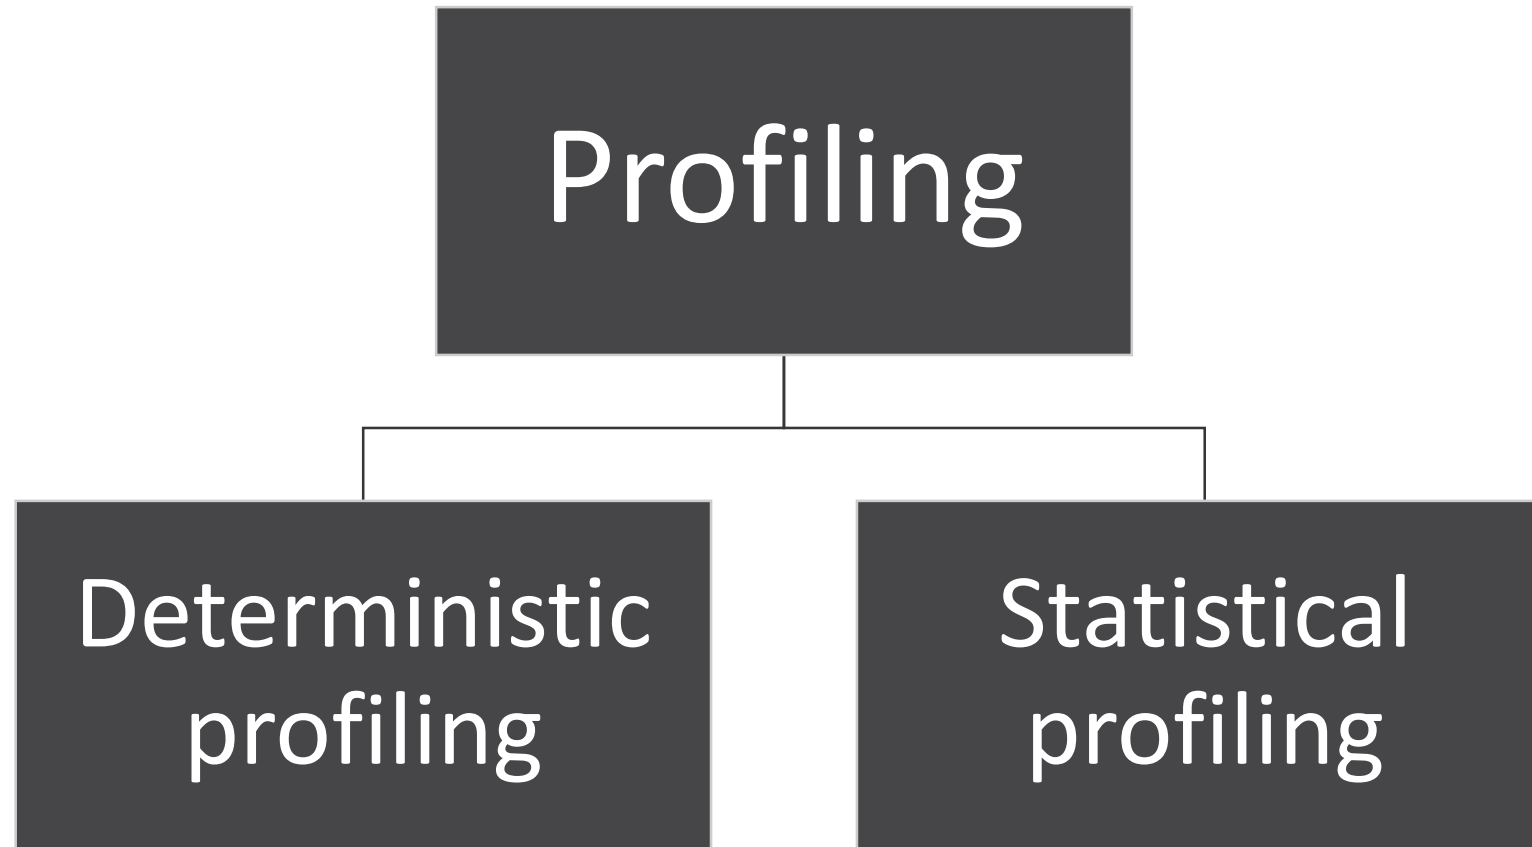 Profiling
Deterministic
profiling
Statistical
profiling